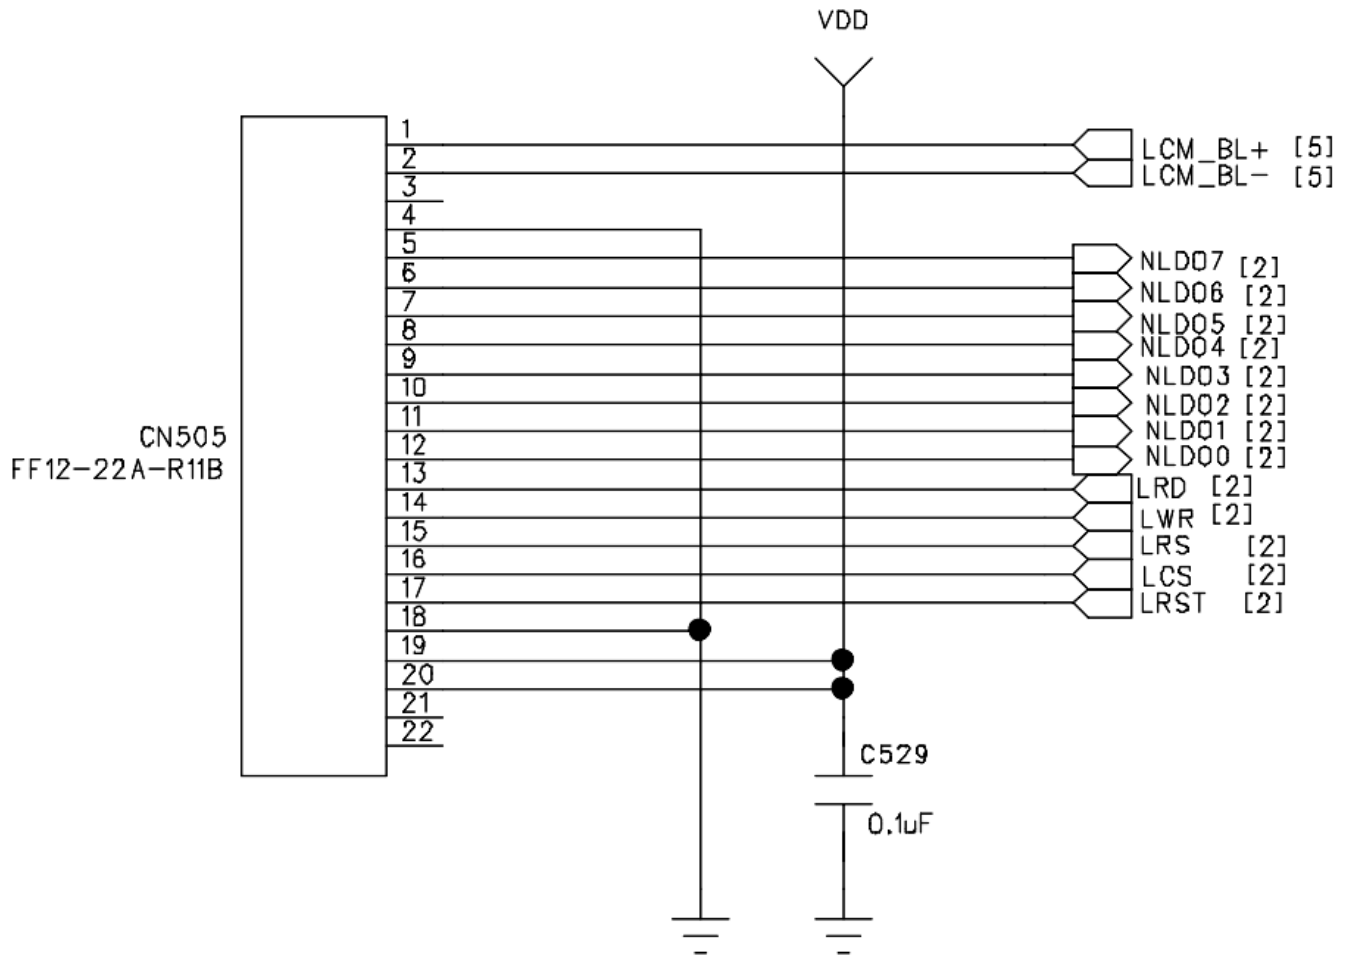 VDD
1
LCM_BL+ [5]
2
LCM_BL- [5]
3
4
5
NLD07 [2]
6
NLD06 [2]
7
NLD05 [2]
8
NLD04 [2]
9
NLD03 [2]
10
NLD02 [2]
11
NLD01 [2]
12
NLD00 [2]
CN505
FF12-22A-R11B
13
LRD [2]
14
LWR [2]
15
LRS [2]
16
LCS [2]
17
LRST [2]
18
19
20
21
22
C529
0.1uF